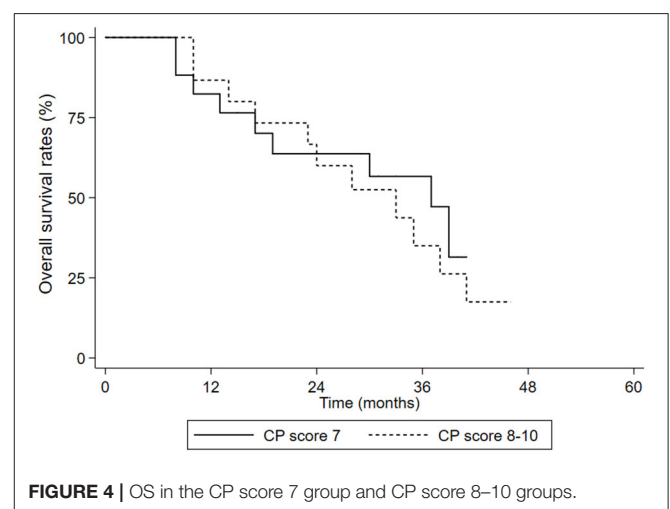 Overall survival rates (%)
100
75
50
25
0
0 12 24 36 48 60
Time (months)
CP score 7 CP score 8-10
FIGURE 4 | OS in the CP score 7 group and CP score 8–10 groups.